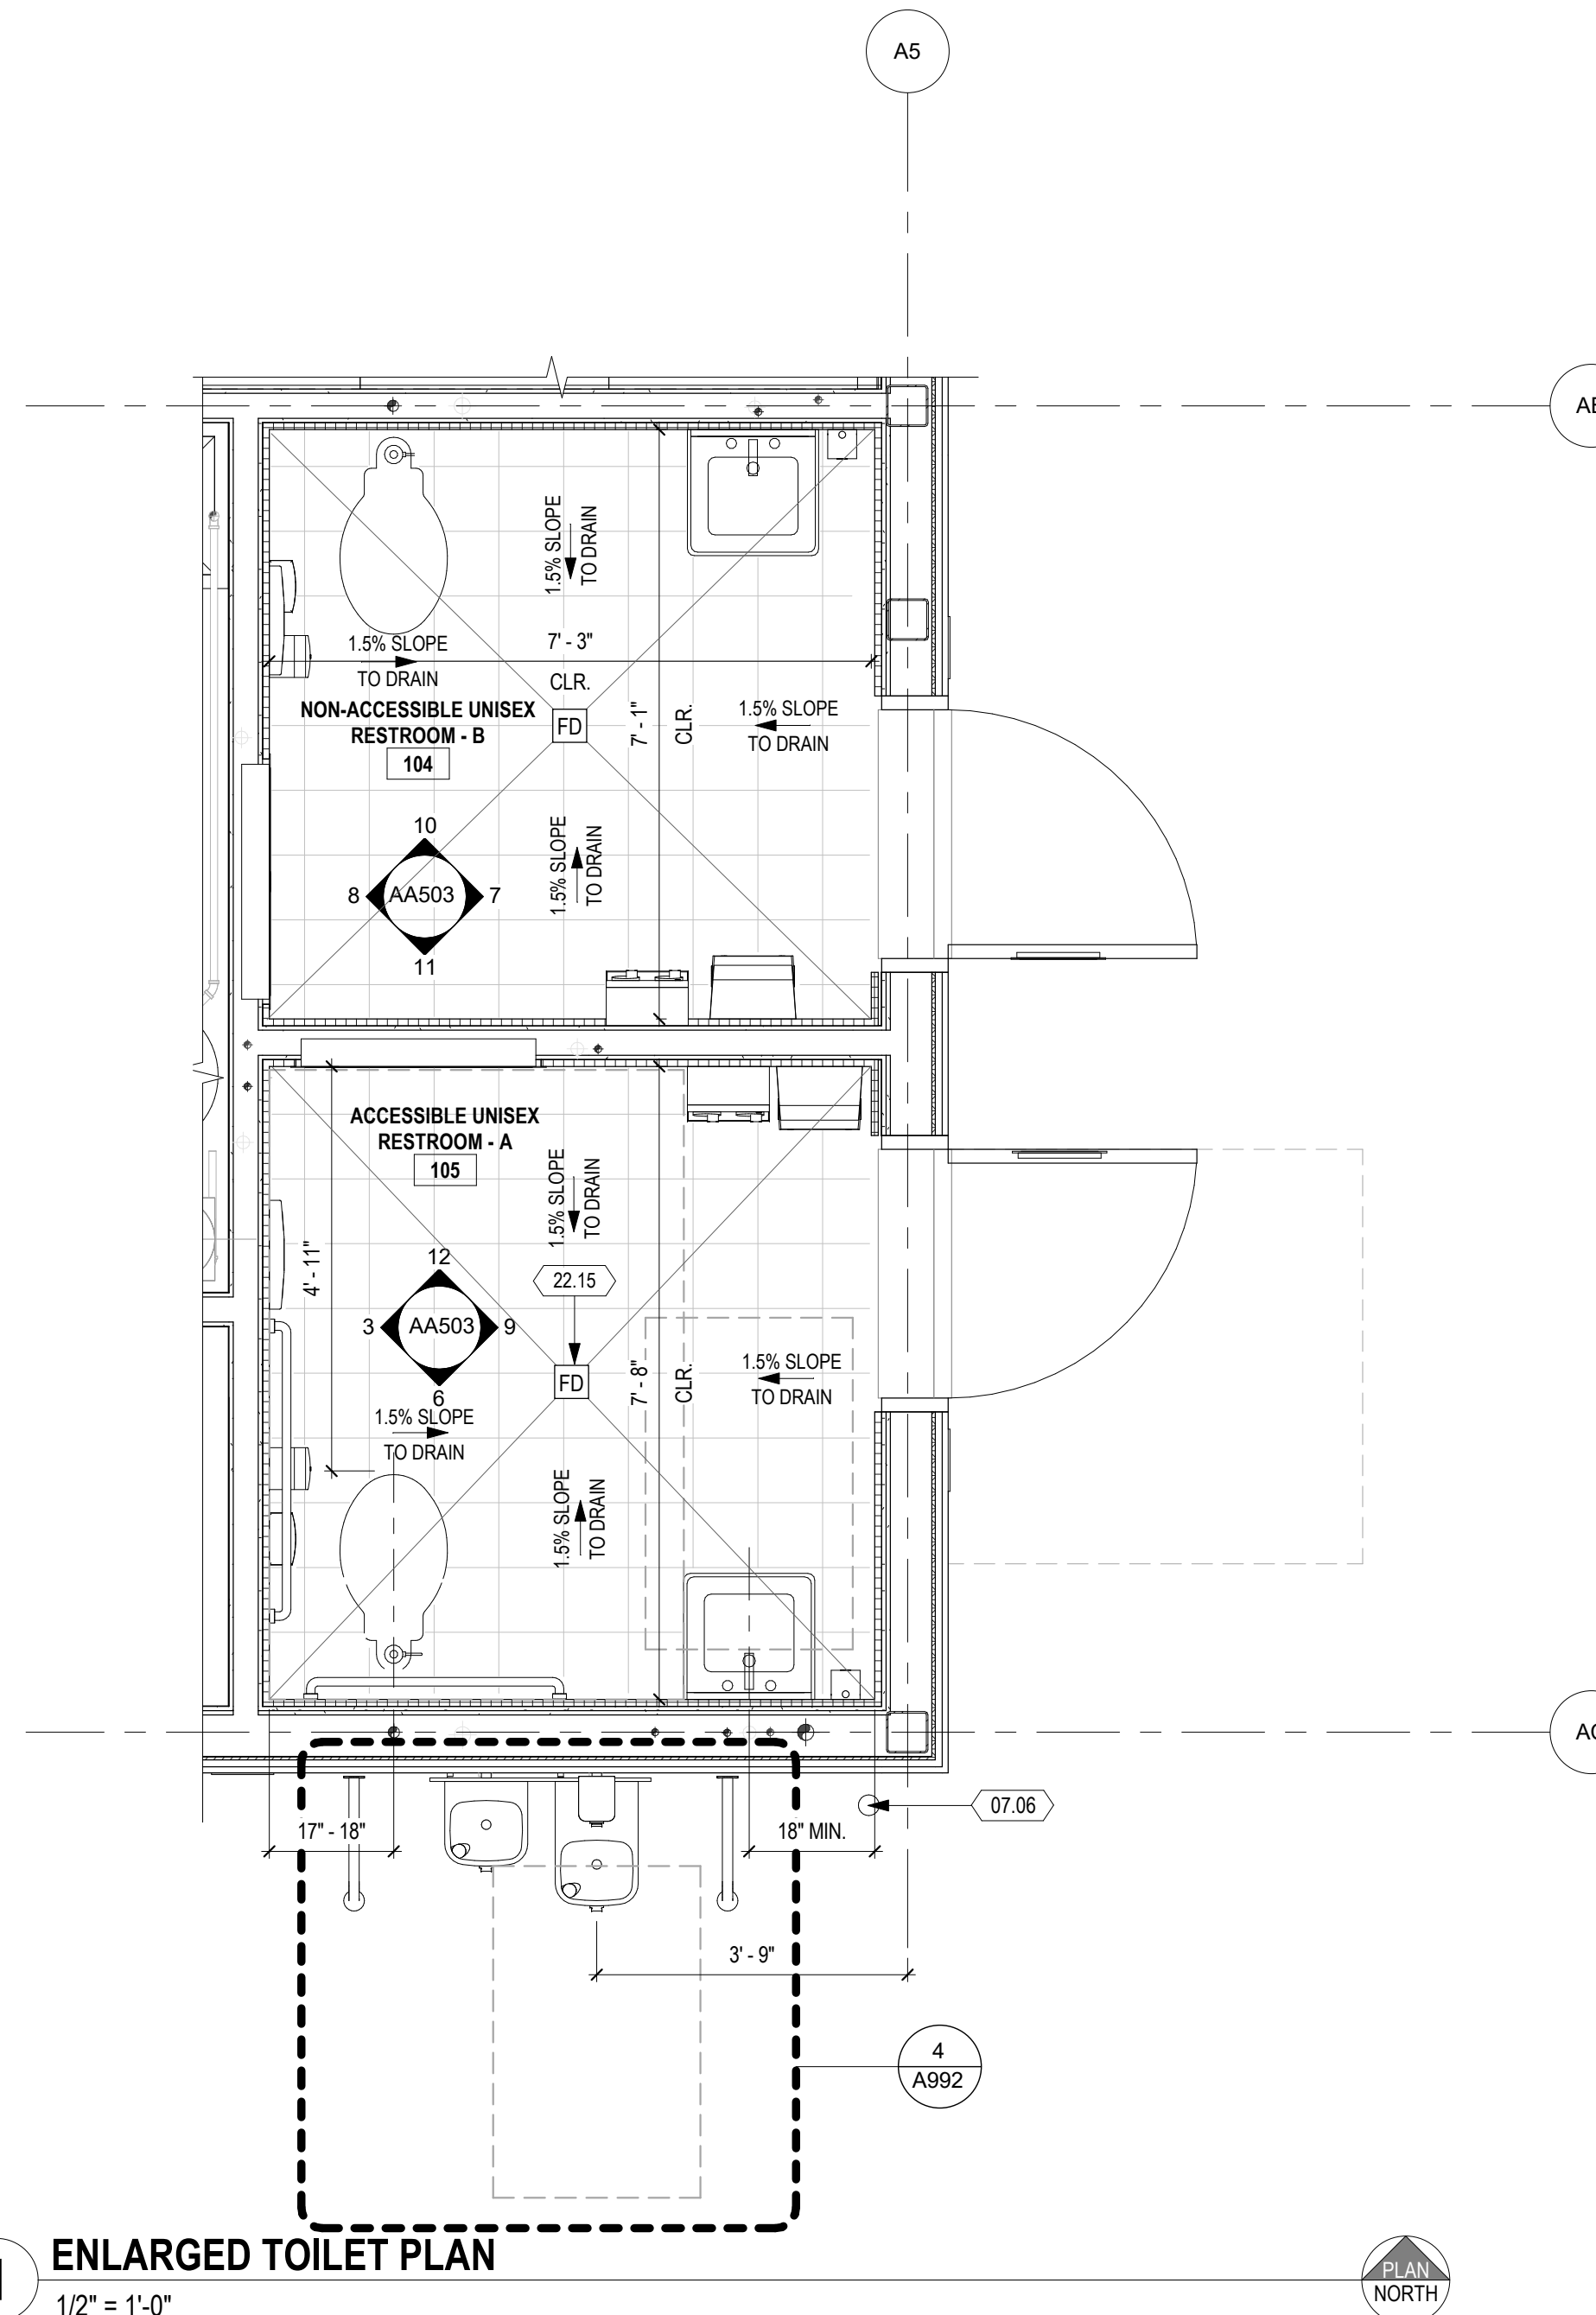 A5
1.5% SLOPE
TO DRAIN
1.5% SLOPE
TO DRAIN
7' - 3"
CLR.
NON-ACCESSIBLE UNISEX
RESTROOM - B
104
FD
7' - 1"
CLR.
1.5% SLOPE
TO DRAIN
10
8
AA503
7
11
1.5% SLOPE
TO DRAIN
ACCESSIBLE UNISEX
RESTROOM - A
105
1.5% SLOPE
TO DRAIN
4' - 11"
12
3
AA503
9
6
22.15
FD
7' - 8"
CLR.
1.5% SLOPE
TO DRAIN
1.5% SLOPE
TO DRAIN
1.5% SLOPE
TO DRAIN
07.06
17" - 18"
18" MIN.
3' - 9"
4
A992
ENLARGED TOILET PLAN
1/2" = 1'-0"
PLAN
NORTH